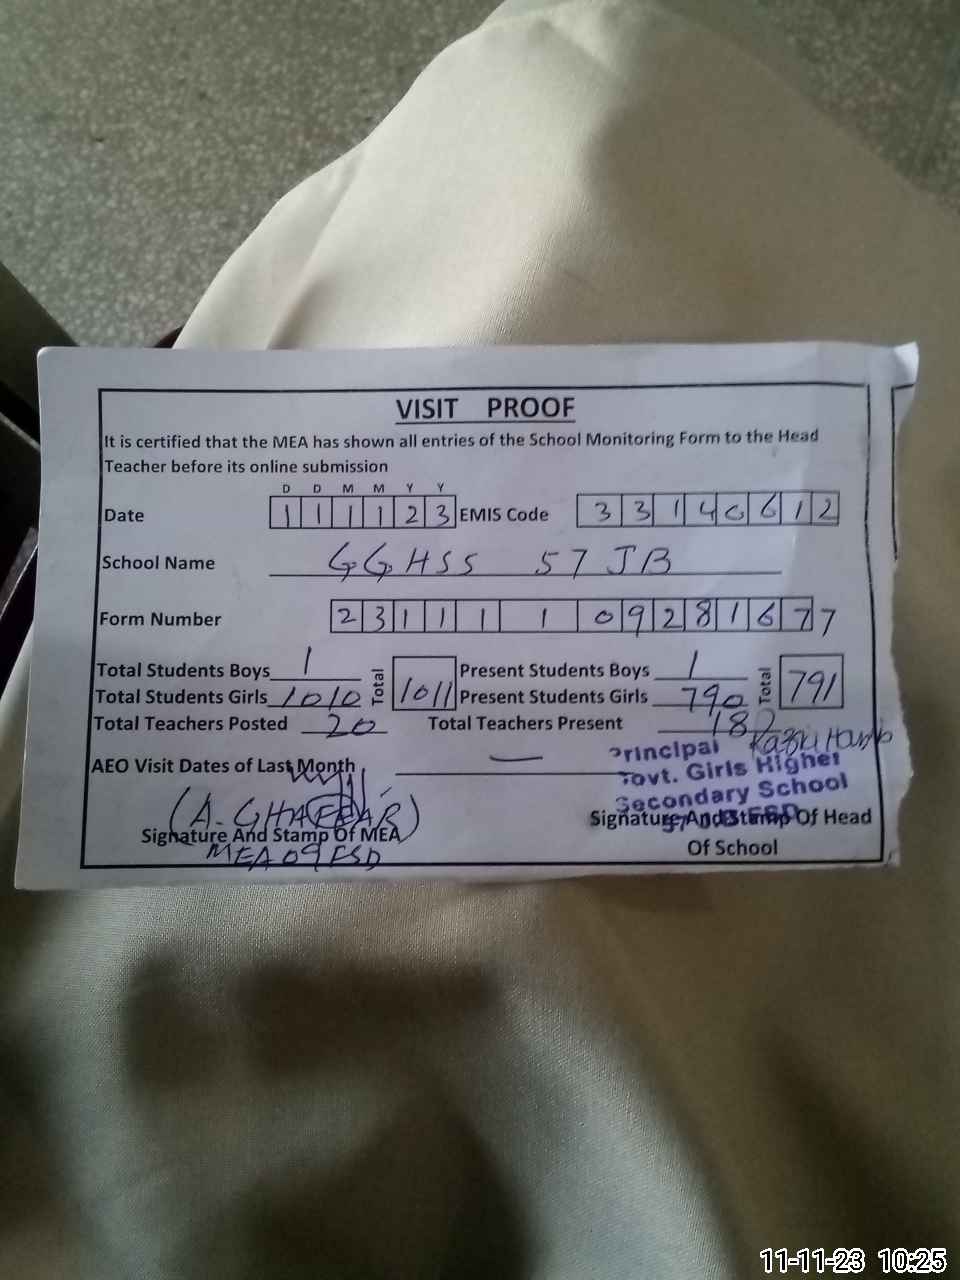 VISIT PROOF
It is certified that the MEA has shown all entries of the School Monitoring Form to the Head
Teacher before its online submission
D D M M Y Y
Date 1 1 1 1 2 3 EMIS Code 3 3 1 4 0 6 1 2
School Name GGHSS 57 JB
Form Number 2 3 1 1 1 1 0 9 2 8 1 6 7 7
Total Students Boys 1 Total 1011 Present Students Boys 1 Total 791
Total Students Girls 1010 Present Students Girls 790
Total Teachers Posted 20 Total Teachers Present 18
AEO Visit Dates of Last Month —
Principal
Govt. Girls Higher
Secondary School
(A. GHAFFAR)
Signature And Stamp Of MEA
MEA 09 FSD
Signature And Stamp Of Head
Of School
11-11-23 10:25